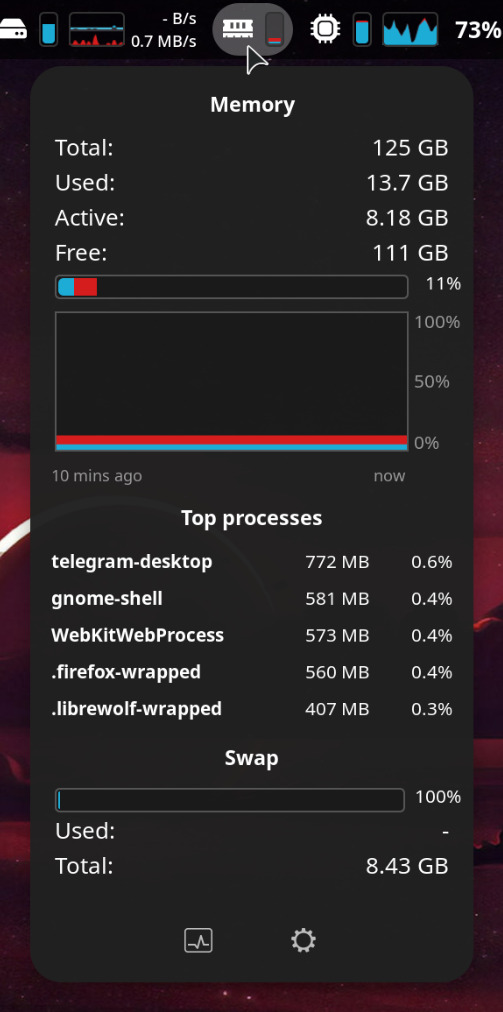 - B/s
0.7 MB/s
73%
Memory
Total: 125 GB
Used: 13.7 GB
Active: 8.18 GB
Free: 111 GB
11%
100%
50%
0%
10 mins ago now
Top processes
telegram-desktop 772 MB 0.6%
gnome-shell 581 MB 0.4%
WebKitWebProcess 573 MB 0.4%
.firefox-wrapped 560 MB 0.4%
.librewolf-wrapped 407 MB 0.3%
Swap
100%
Used: -
Total: 8.43 GB